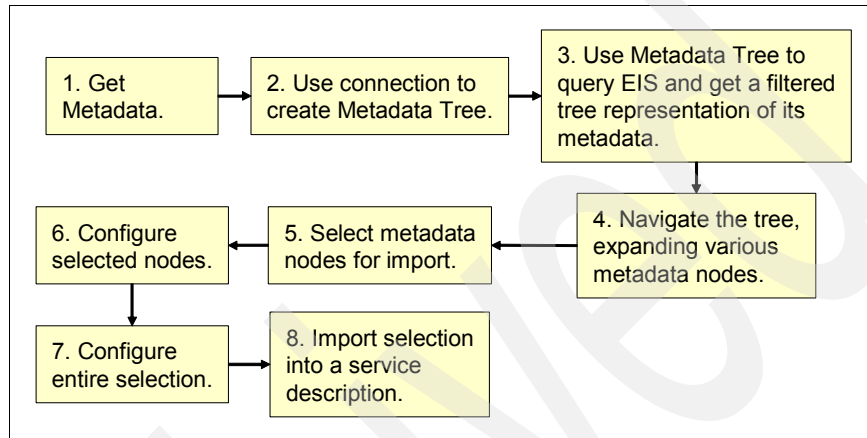 1. Get
Metadata.
2. Use connection to
create Metadata Tree.
3. Use Metadata Tree to
query EIS and get a filtered
tree representation of its
metadata.
4. Navigate the tree,
expanding various
metadata nodes.
5. Select metadata
nodes for import.
6. Configure
selected nodes.
7. Configure
entire selection.
8. Import selection
into a service
description.